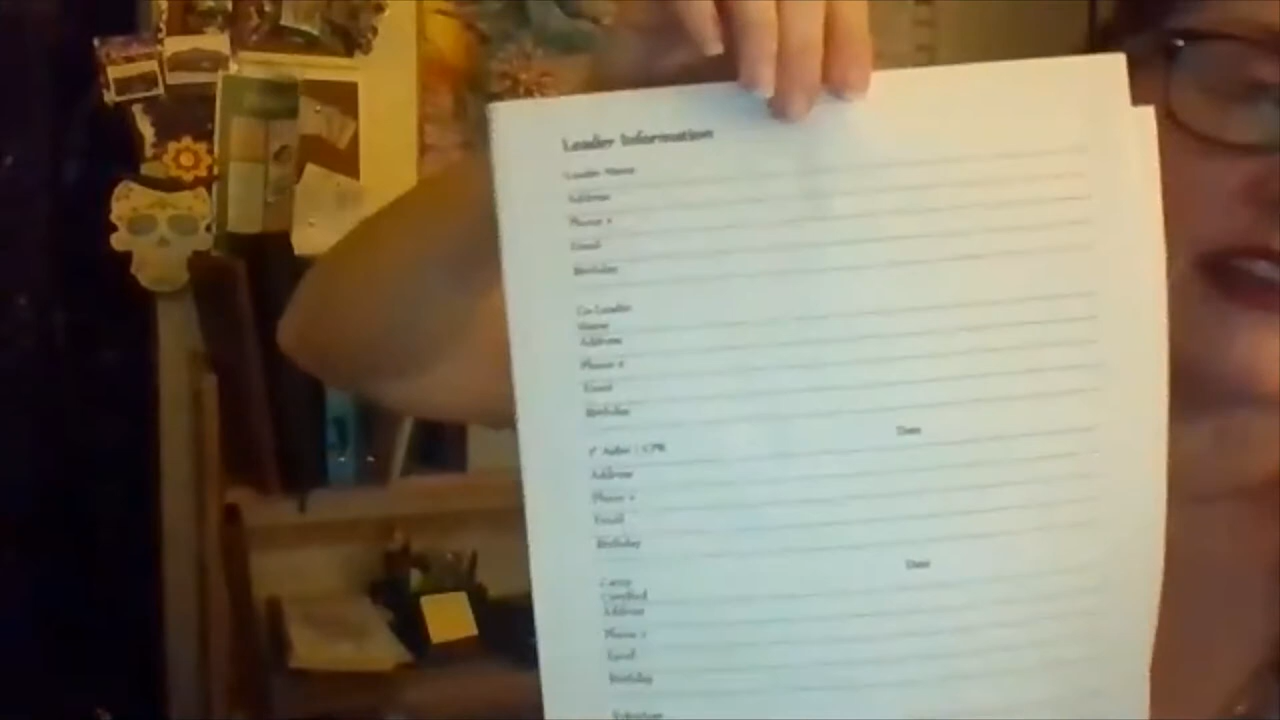 Leader Information
Leader Name
Address
Phone #
Email
Birthday
Co-Leader
Name
Address
Phone #
Email
Birthday
Date
1st Aider / CPR
Address
Phone #
Email
Birthday
Date
Camp
Certified
Address
Phone #
Email
Birthday